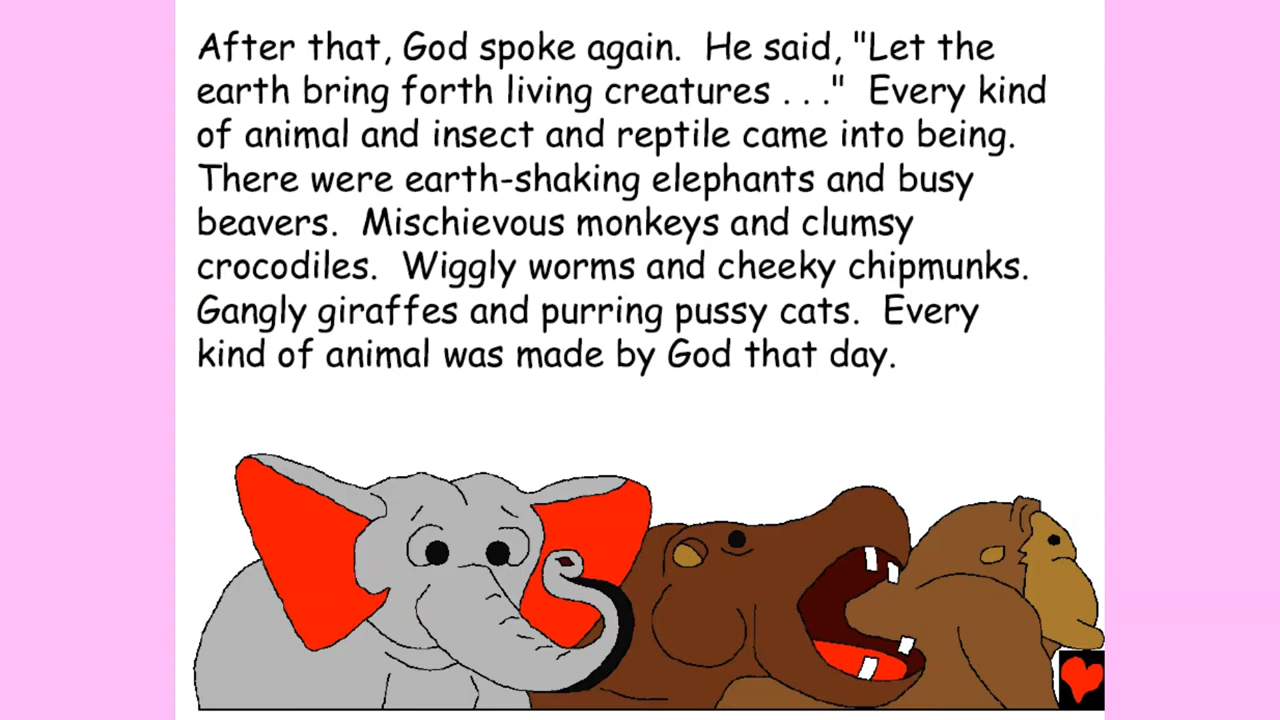 After that, God spoke again.  He said, "Let the
earth bring forth living creatures . . ."  Every kind
of animal and insect and reptile came into being.
There were earth-shaking elephants and busy
beavers.  Mischievous monkeys and clumsy
crocodiles.  Wiggly worms and cheeky chipmunks.
Gangly giraffes and purring pussy cats.  Every
kind of animal was made by God that day.